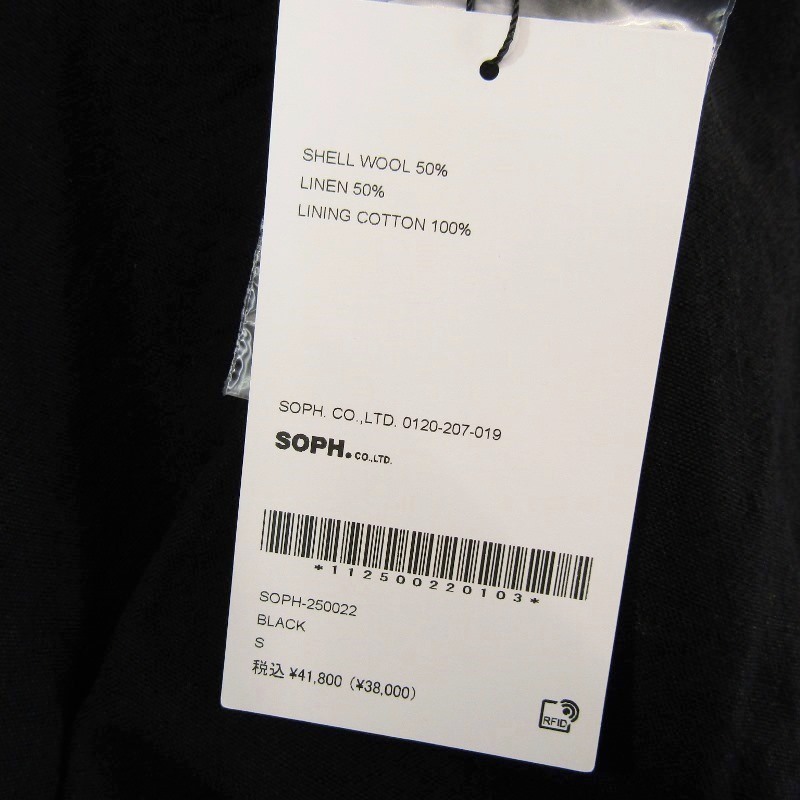 SHELL WOOL 50%
LINEN 50%
LINING COTTON 100%
SOPH. CO.,LTD. 0120-207-019
SOPH. CO.,LTD.
*112500220103*
SOPH-250022
BLACK
S
税込 ¥41,800 (¥38,000)
RFID